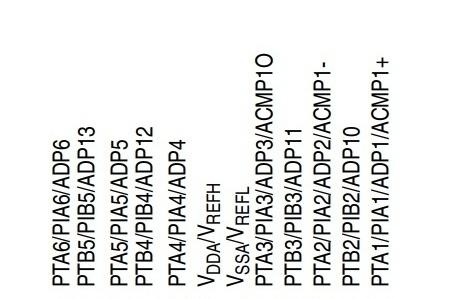 PTA6/PIA6/ADP6
PTB5/PIB5/ADP13
PTA5/PIA5/ADP5
PTB4/PIB4/ADP12
PTA4/PIA4/ADP4
VDDA/VREFH
VSSA/VREFL
PTA3/PIA3/ADP3/ACMP1O
PTB3/PIB3/ADP11
PTA2/PIA2/ADP2/ACMP1-
PTB2/PIB2/ADP10
PTA1/PIA1/ADP1/ACMP1+